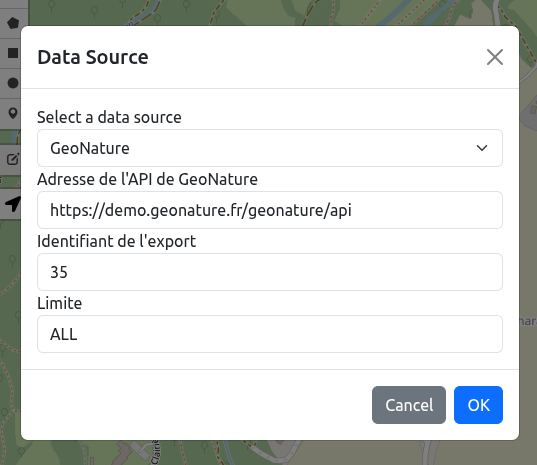 Data Source
Select a data source
GeoNature
Adresse de l'API de GeoNature
https://demo.geonature.fr/geonature/api
Identifiant de l'export
35
Limite
ALL
Cancel OK